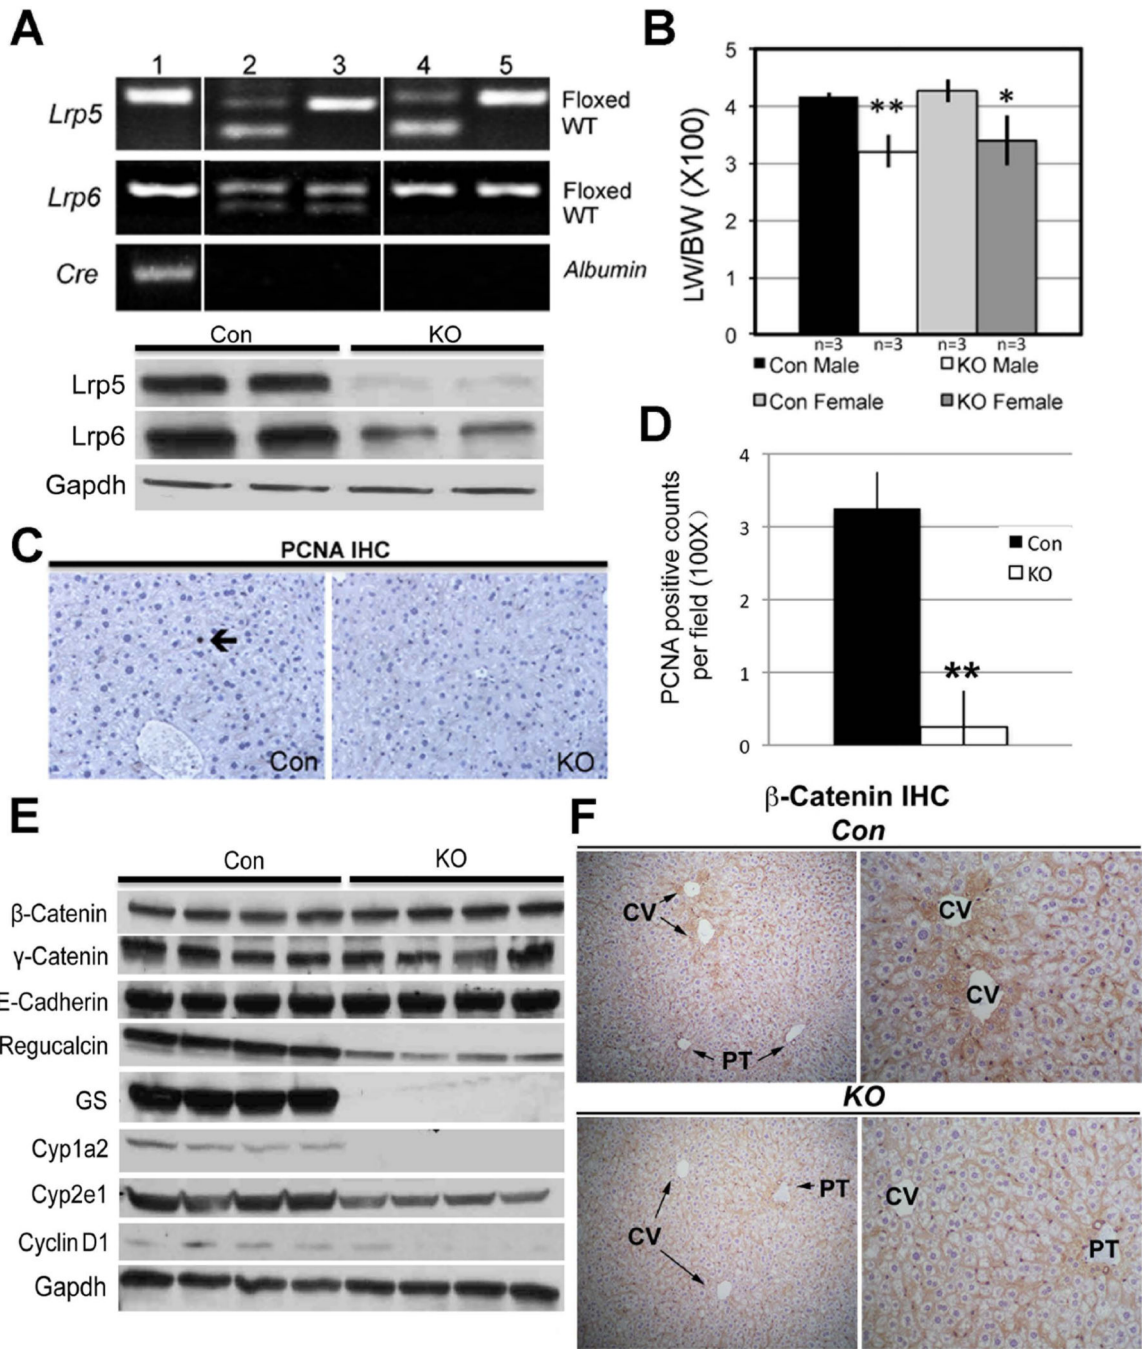 A
1 2 3 4 5
Lrp5
Floxed
WT
Lrp6
Floxed
WT
Cre
Albumin
Con KO
Lrp5
Lrp6
Gapdh
B
LW/BW (X100)
5
4
3
2
1
0
** *
n=3 n=3 n=3 n=3
Con Male KO Male
Con Female KO Female
C
PCNA IHC
Con KO
D
PCNA positive counts
per field (100X)
4
3
2
1
0
**
Con
KO
E
Con KO
β-Catenin
γ-Catenin
E-Cadherin
Regucalcin
GS
Cyp1a2
Cyp2e1
Cyclin D1
Gapdh
F
β-Catenin IHC
Con
CV
PT
CV
CV
KO
CV
PT
CV
PT